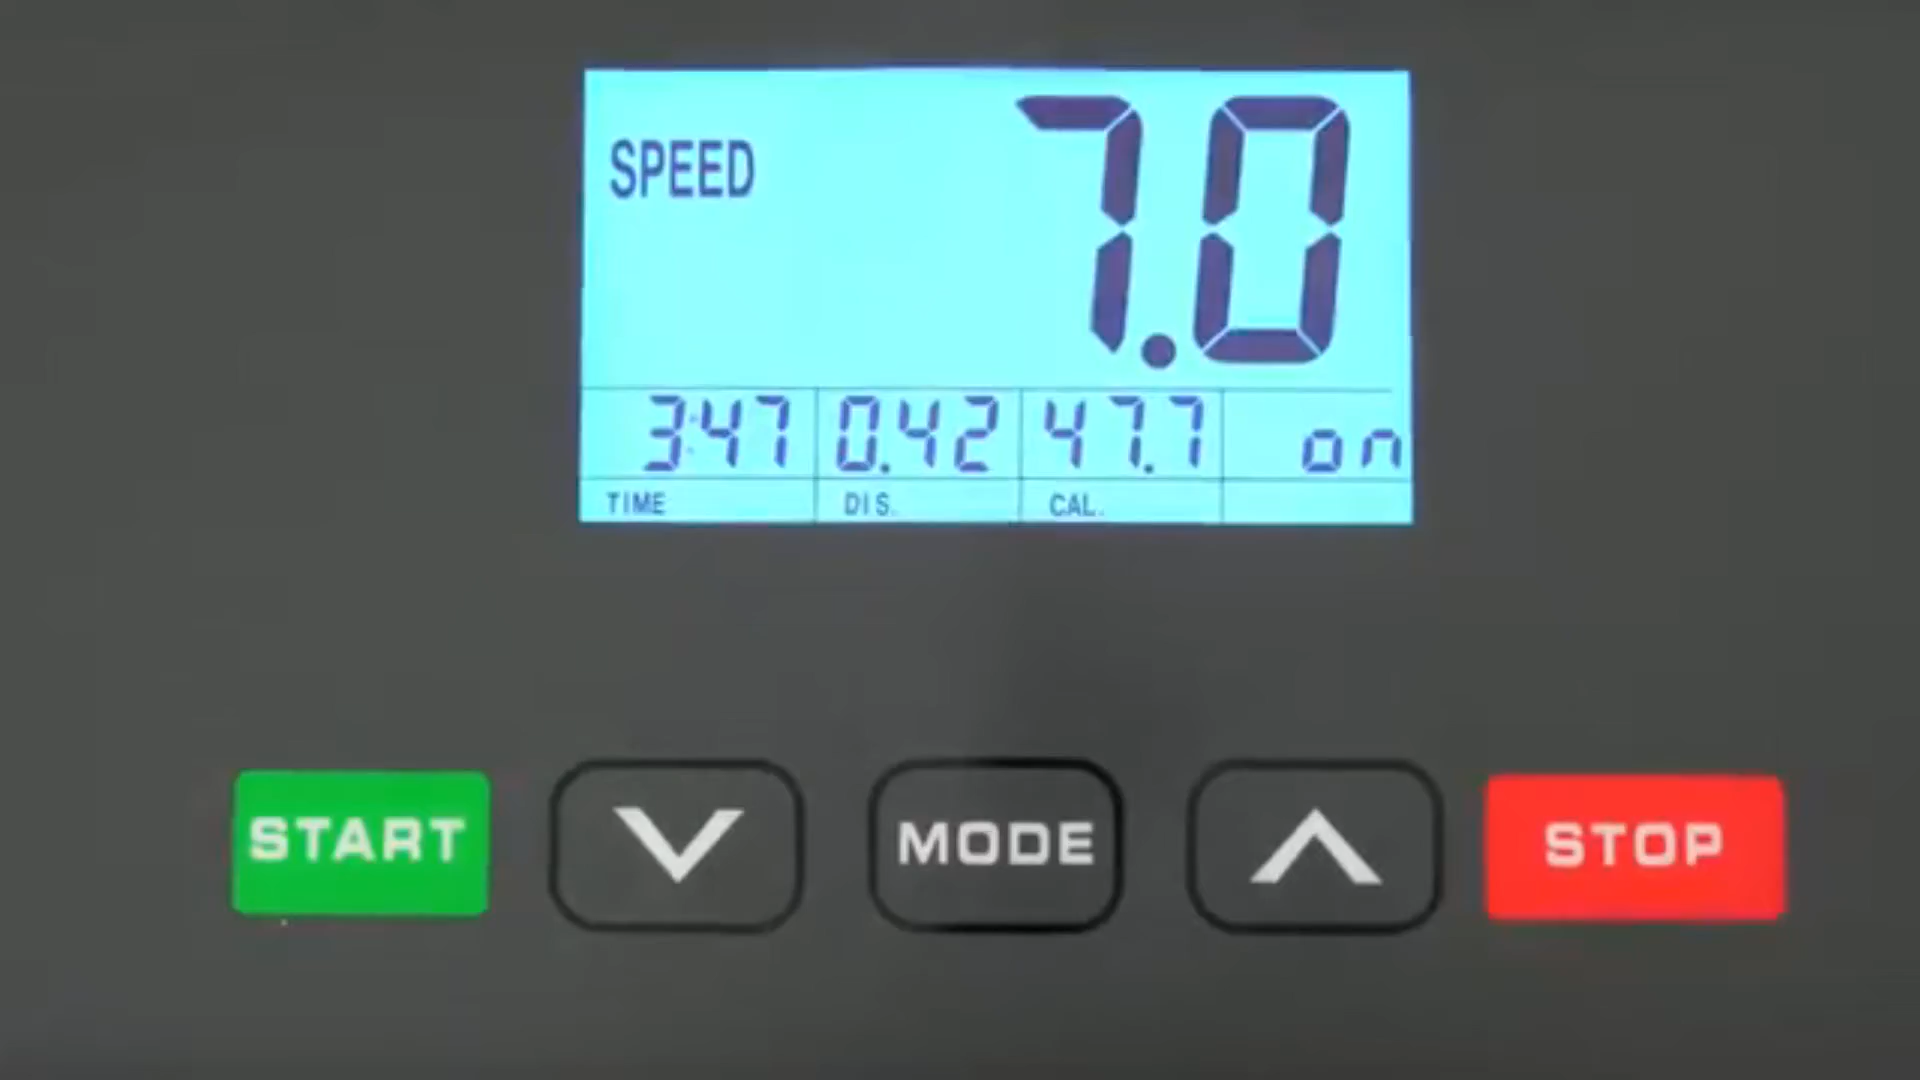 SPEED 7.0
3:47 0.42 47.7 on
TIME DIS. CAL.
START MODE STOP